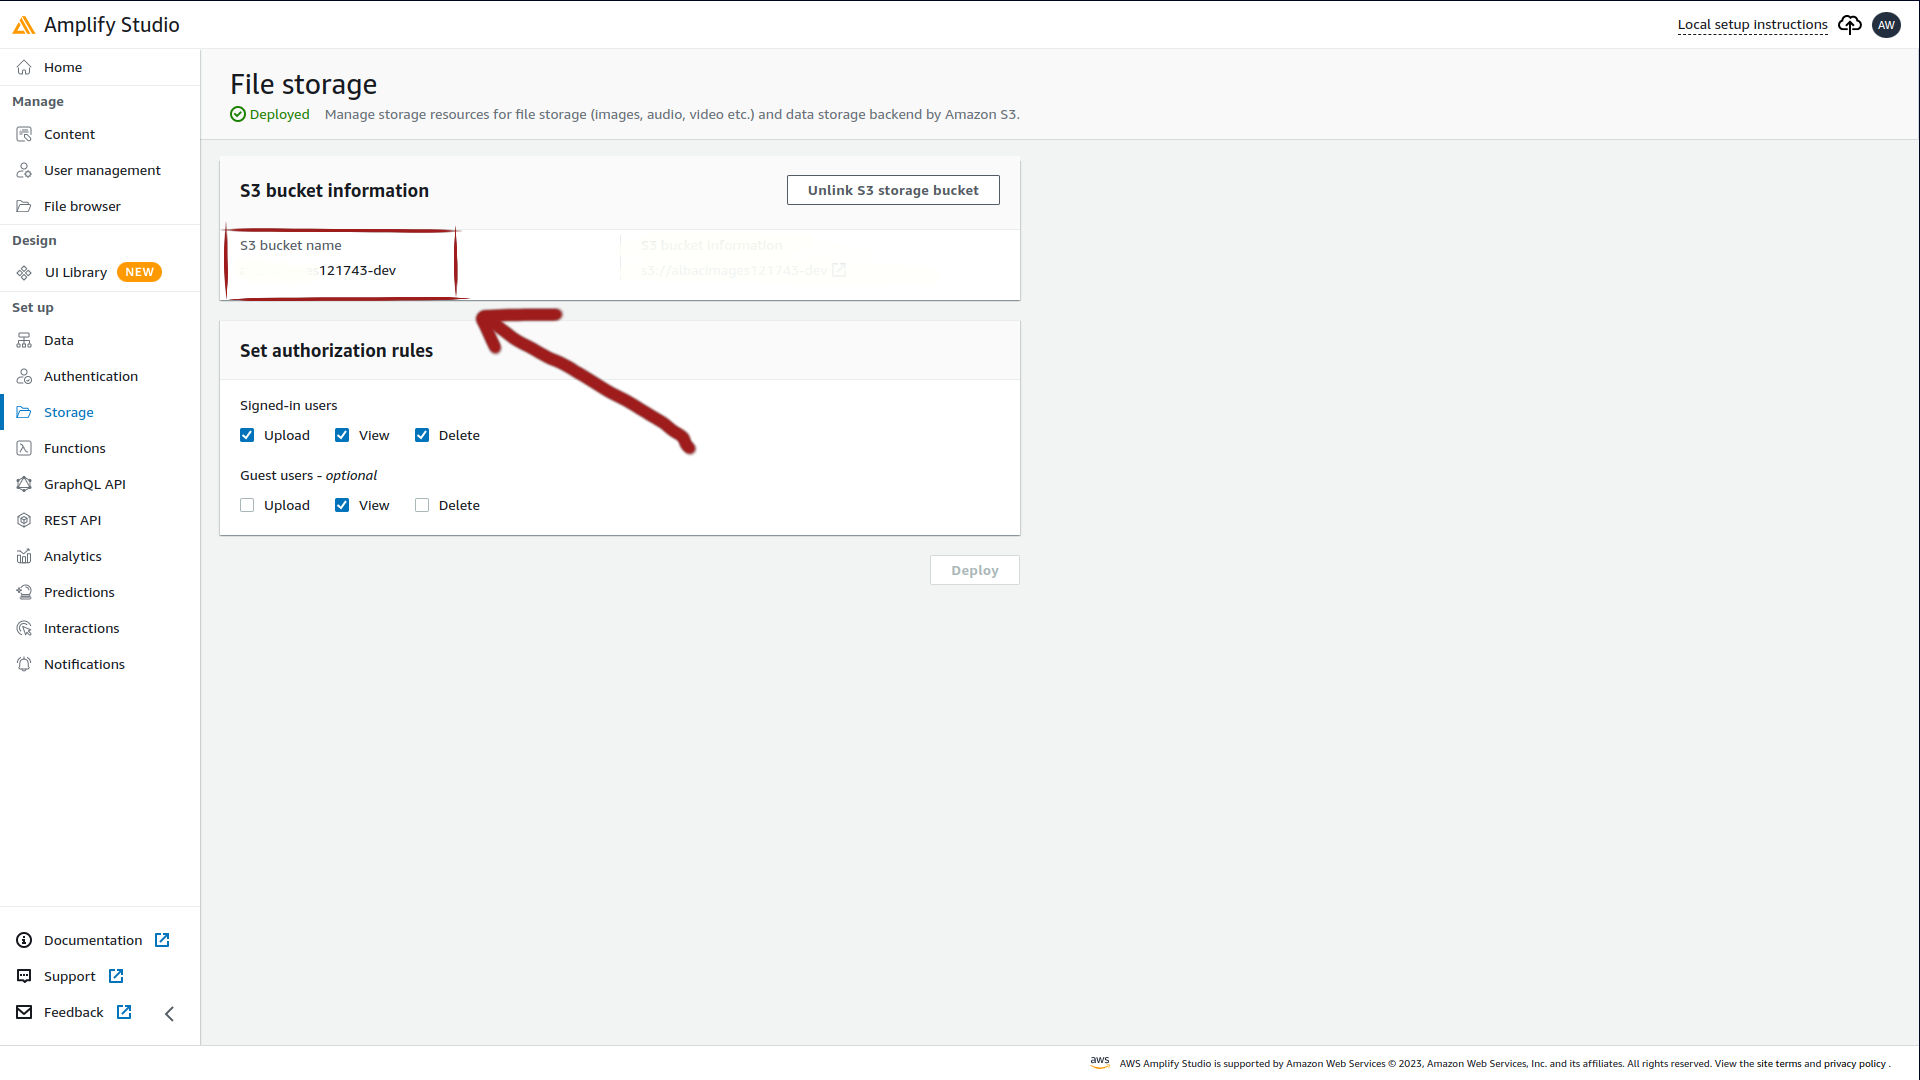 Amplify Studio
Local setup instructions
AW
Home
Manage
Content
User management
File browser
Design
UI Library NEW
Set up
Data
Authentication
Storage
Functions
GraphQL API
REST API
Analytics
Predictions
Interactions
Notifications
Documentation
Support
Feedback
File storage
Deployed Manage storage resources for file storage (images, audio, video etc.) and data storage backend by Amazon S3.
S3 bucket information
Unlink S3 storage bucket
S3 bucket name
121743-dev
S3 bucket information
s3://albacimages121743-dev
Set authorization rules
Signed-in users
Upload View Delete
Guest users - optional
Upload View Delete
Deploy
aws AWS Amplify Studio is supported by Amazon Web Services © 2023, Amazon Web Services, Inc. and its affiliates. All rights reserved. View the site terms and privacy policy .